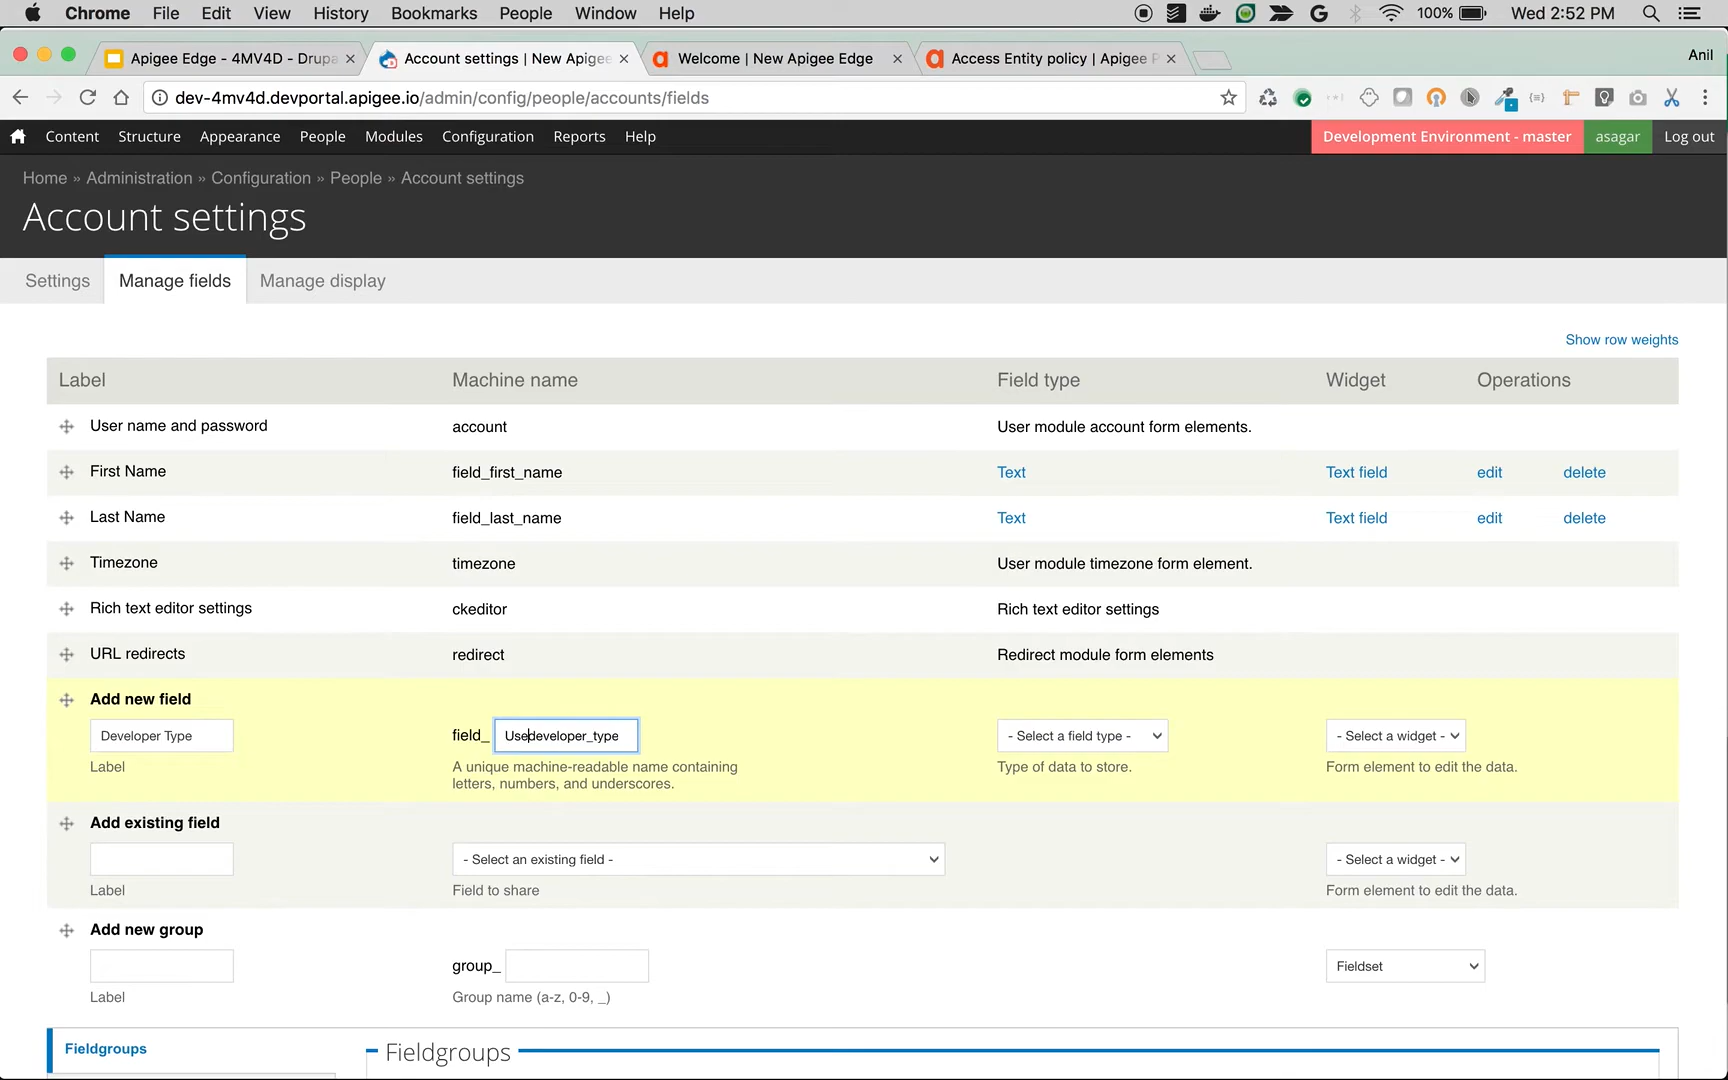 Chrome File Edit View History Bookmarks People Window Help 100% Wed 2:52 PM
Apigee Edge - 4MV4D - Drupa Account settings | New Apigee Welcome | New Apigee Edge Access Entity policy | Apigee Anil
dev-4mv4d.devportal.apigee.io/admin/config/people/accounts/fields
Content Structure Appearance People Modules Configuration Reports Help Development Environment - master asagar Log out
Home » Administration » Configuration » People » Account settings
Account settings
Settings Manage fields Manage display
Show row weights
Label Machine name Field type Widget Operations
User name and password account User module account form elements.
First Name field_first_name Text Text field edit delete
Last Name field_last_name Text Text field edit delete
Timezone timezone User module timezone form element.
Rich text editor settings ckeditor Rich text editor settings
URL redirects redirect Redirect module form elements
Add new field
Developer Type field_ Usedeveloper_type - Select a field type - - Select a widget -
Label A unique machine-readable name containing Type of data to store. Form element to edit the data.
letters, numbers, and underscores.
Add existing field
- Select an existing field - - Select a widget -
Label Field to share Form element to edit the data.
Add new group
group_ Fieldset
Label Group name (a-z, 0-9, _)
Fieldgroups Fieldgroups